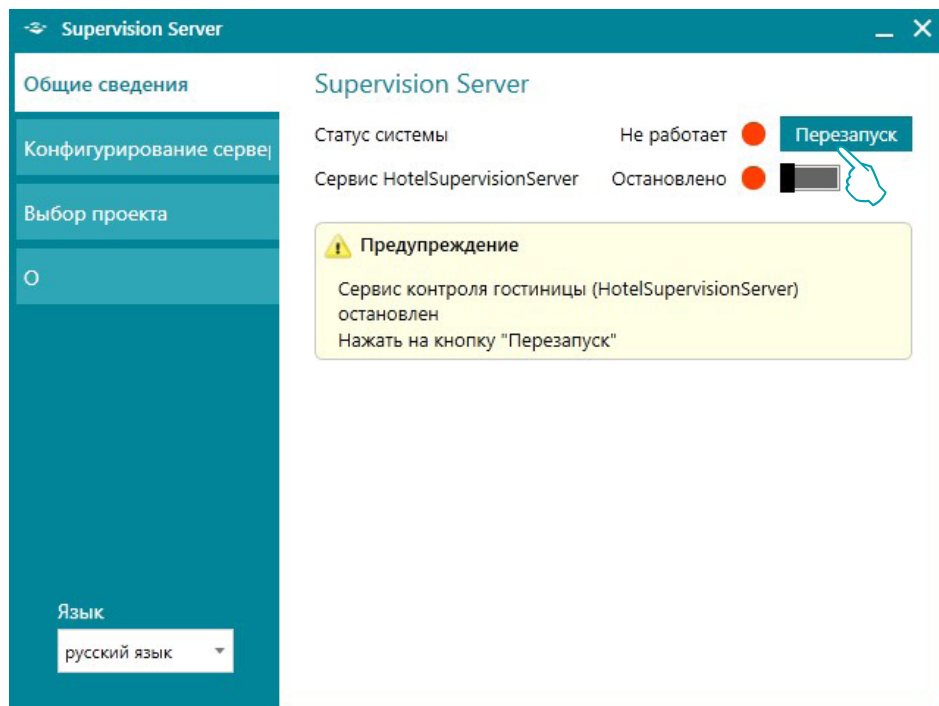 Supervision Server
Общие сведения
Supervision Server
Статус системы Не работает Перезапуск
Конфигурирование сервер
Сервис HotelSupervisionServer Остановлено
Выбор проекта
Предупреждение
О
Сервис контроля гостиницы (HotelSupervisionServer)
остановлен
Нажать на кнопку "Перезапуск"
Язык
русский язык